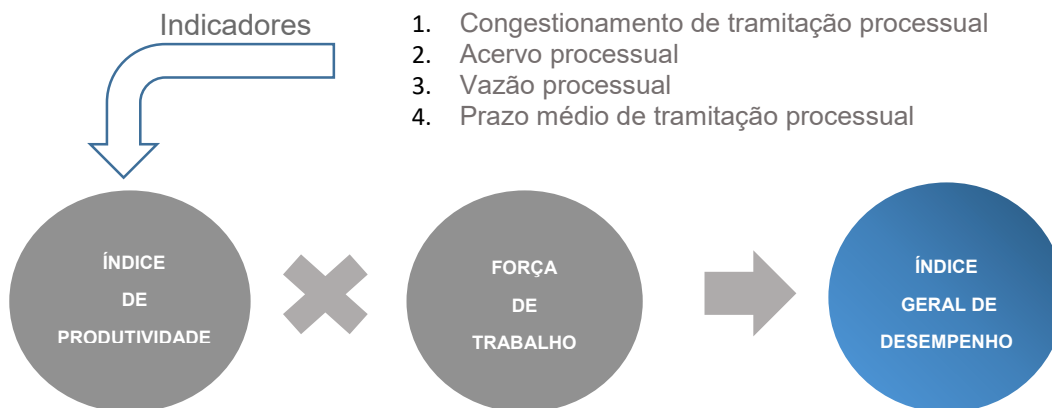 Indicadores
1. Congestionamento de tramitação processual
2. Acervo processual
3. Vazão processual
4. Prazo médio de tramitação processual
ÍNDICE
DE
PRODUTIVIDADE
FORÇA
DE
TRABALHO
ÍNDICE
GERAL DE
DESEMPENHO